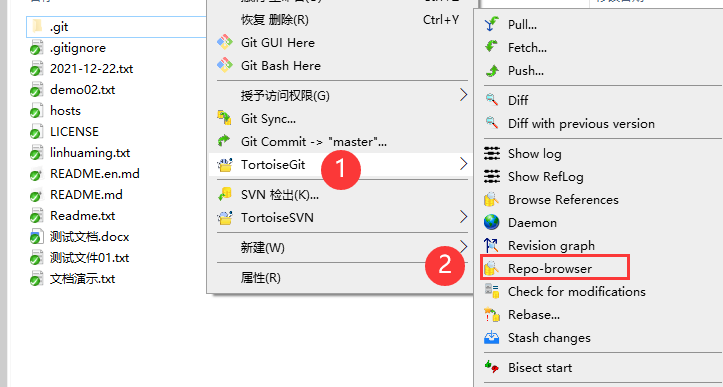 .git
.gitignore
2021-12-22.txt
demo02.txt
hosts
LICENSE
linhuaming.txt
README.en.md
README.md
Readme.txt
测试文档.docx
测试文件01.txt
文档演示.txt
恢复 删除(R) Ctrl+Y
Git GUI Here
Git Bash Here
授予访问权限(G)
Git Sync...
Git Commit -> "master"...
TortoiseGit
1
SVN 检出(K)...
TortoiseSVN
新建(W)
2
属性(R)
Pull...
Fetch...
Push...
Diff
Diff with previous version
Show log
Show RefLog
Browse References
Daemon
Revision graph
Repo-browser
Check for modifications
Rebase...
Stash changes
Bisect start